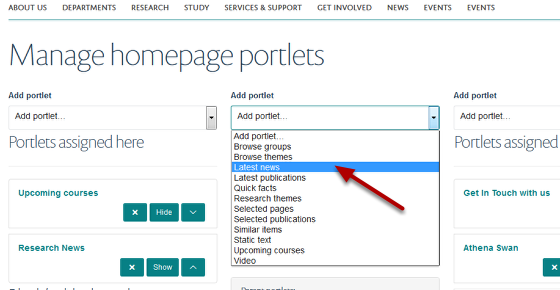 ABOUT US DEPARTMENTS RESEARCH STUDY SERVICES & SUPPORT GET INVOLVED NEWS EVENTS EVENTS
Manage homepage portlets
Add portlet
Add portlet...
Portlets assigned here
Upcoming courses
Hide
Research News
Show
Add portlet
Add portlet...
Add portlet...
Browse groups
Browse themes
Latest news
Latest publications
Quick facts
Research themes
Selected pages
Selected publications
Similar items
Static text
Upcoming courses
Video
Add portlet
Add portlet...
Portlets assigned
Get In Touch with us
Athena Swan